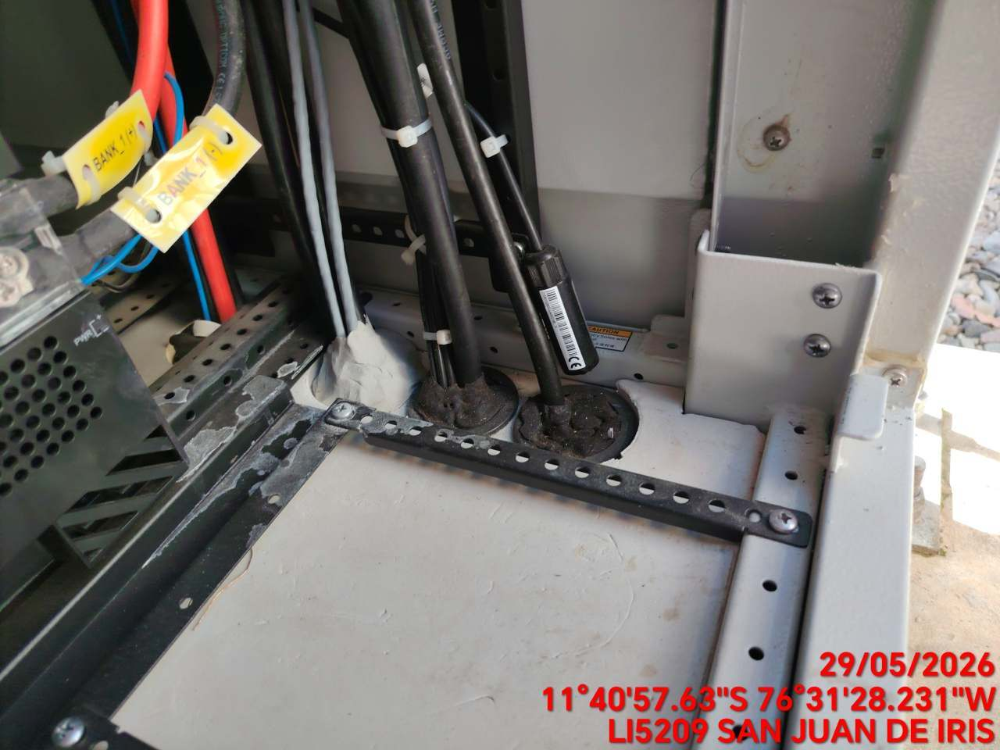 BANK_1 (+)
BANK_1 (-)
PWR
CAUTION
CE
29/05/2026
11°40'57.63"S 76°31'28.231"W
LI5209 SAN JUAN DE IRIS